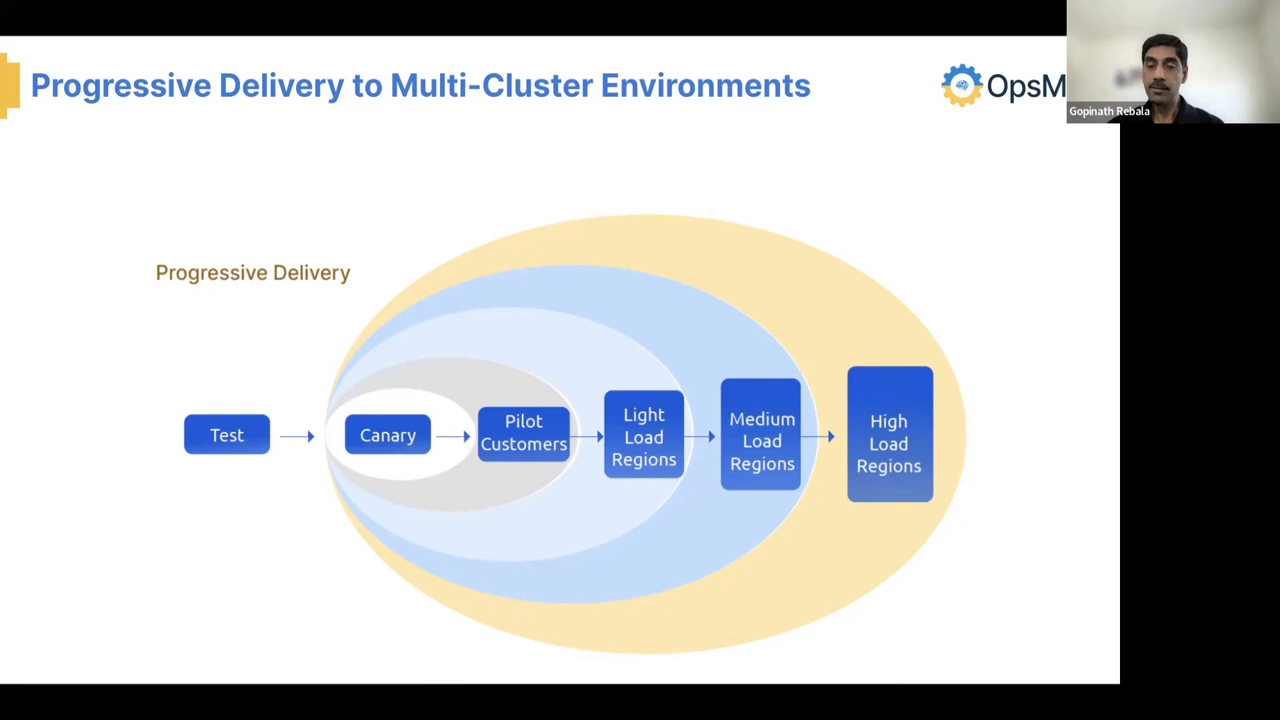 Progressive Delivery to Multi-Cluster Environments
OpsM
Gopinath Rebala
Progressive Delivery
Test
Canary
Pilot
Customers
Light
Load
Regions
Medium
Load
Regions
High
Load
Regions